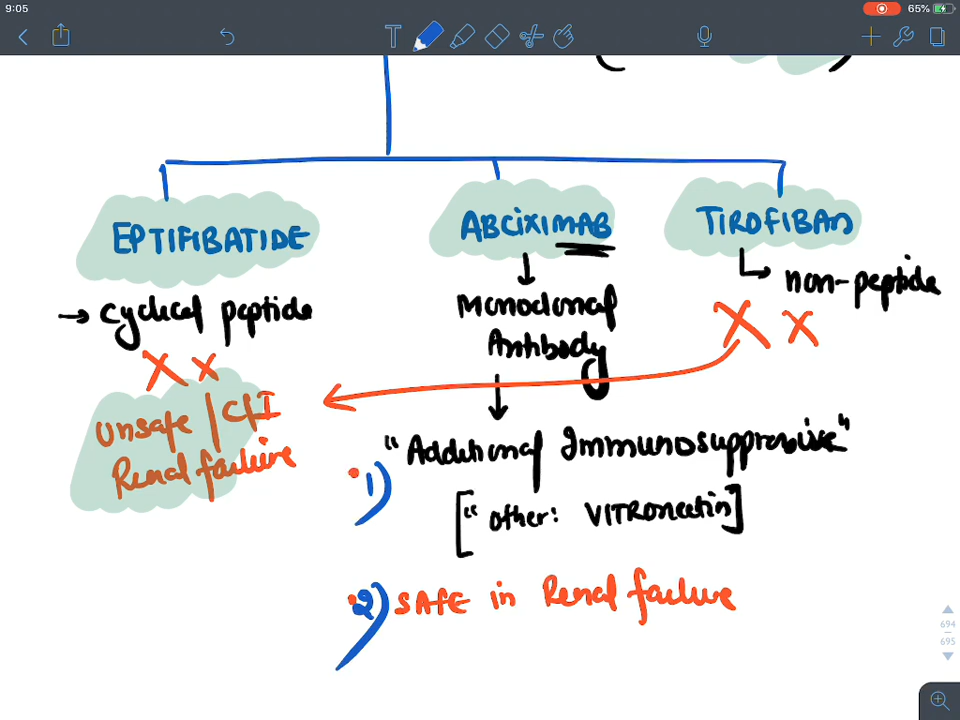 9:05
65%
T
EPTIFIBATIDE
ABCIXIMAB
TIROFIBAN
→ cyclical peptide
Monoclonal
Antibody
non-peptide
X X
X X
unsafe / C/I
Renal failure
"Additional Immunosuppressive"
1)
["other: VITRonectin]
2) SAFE in Renal failure
694
695